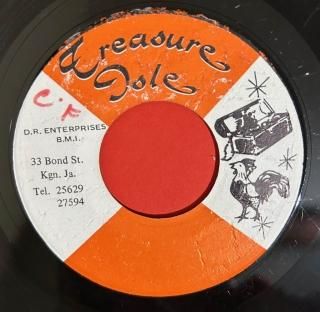 Treasure
Isle
C.F
D.R. ENTERPRISES
B.M.I.
33 Bond St.
Kgn. Ja.
Tel. 25629
27594